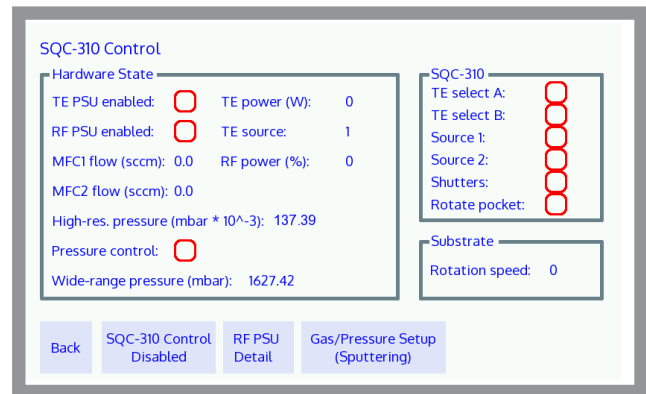 SQC-310 Control
Hardware State
TE PSU enabled: TE power (W): 0
RF PSU enabled: TE source: 1
MFC1 flow (sccm): 0.0 RF power (%): 0
MFC2 flow (sccm): 0.0
High-res. pressure (mbar * 10^-3): 137.39
Pressure control:
Wide-range pressure (mbar): 1627.42
SQC-310
TE select A:
TE select B:
Source 1:
Source 2:
Shutters:
Rotate pocket:
Substrate
Rotation speed: 0
Back
SQC-310 Control
Disabled
RF PSU
Detail
Gas/Pressure Setup
(Sputtering)